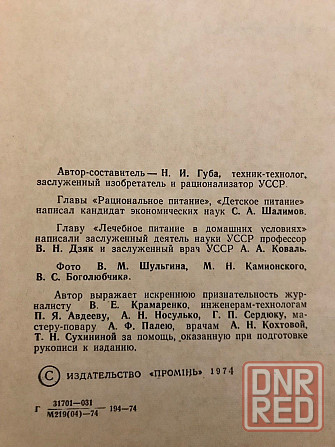 Автор-составитель — Н. И. Губа, техник-технолог,
заслуженный изобретатель и рационализатор УССР.
Главы «Рациональное питание», «Детское питание»
написал кандидат экономических наук С. А. Шалимов.
Главу «Лечебное питание в домашних условиях»
написали заслуженный деятель науки УССР профессор
В. Н. Дзяк и заслуженный врач УССР А. А. Коваль.
Фото В. М. Шульгина, М. Н. Камионского,
В. С. Боголюбчика.
Автор выражает искреннюю признательность жур-
налисту В. Е. Крамаренко, инженерам-технологам
П. Я. Авдееву, А. Н. Носулько, Г. П. Сердюку, ма-
стеру-повару А. Ф. Палею, врачам А. Н. Кохтовой,
Т. Н. Сухининой за помощь, оказанную при подготовке
рукописи к изданию.
© ИЗДАТЕЛЬСТВО «ПРОМІНЬ» 1974
Г 31701—031 / М219(04)—74 194—74
DNR
RED